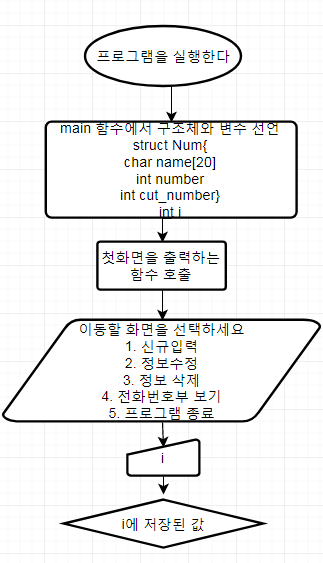 프로그램을 실행한다
main 함수에서 구조체와 변수 선언
struct Num{
char name[20]
int number
int cut_number}
int i
첫화면을 출력하는
함수 호출
이동할 화면을 선택하세요
1. 신규입력
2. 정보수정
3. 정보 삭제
4. 전화번호부 보기
5. 프로그램 종료
i
i에 저장된 값